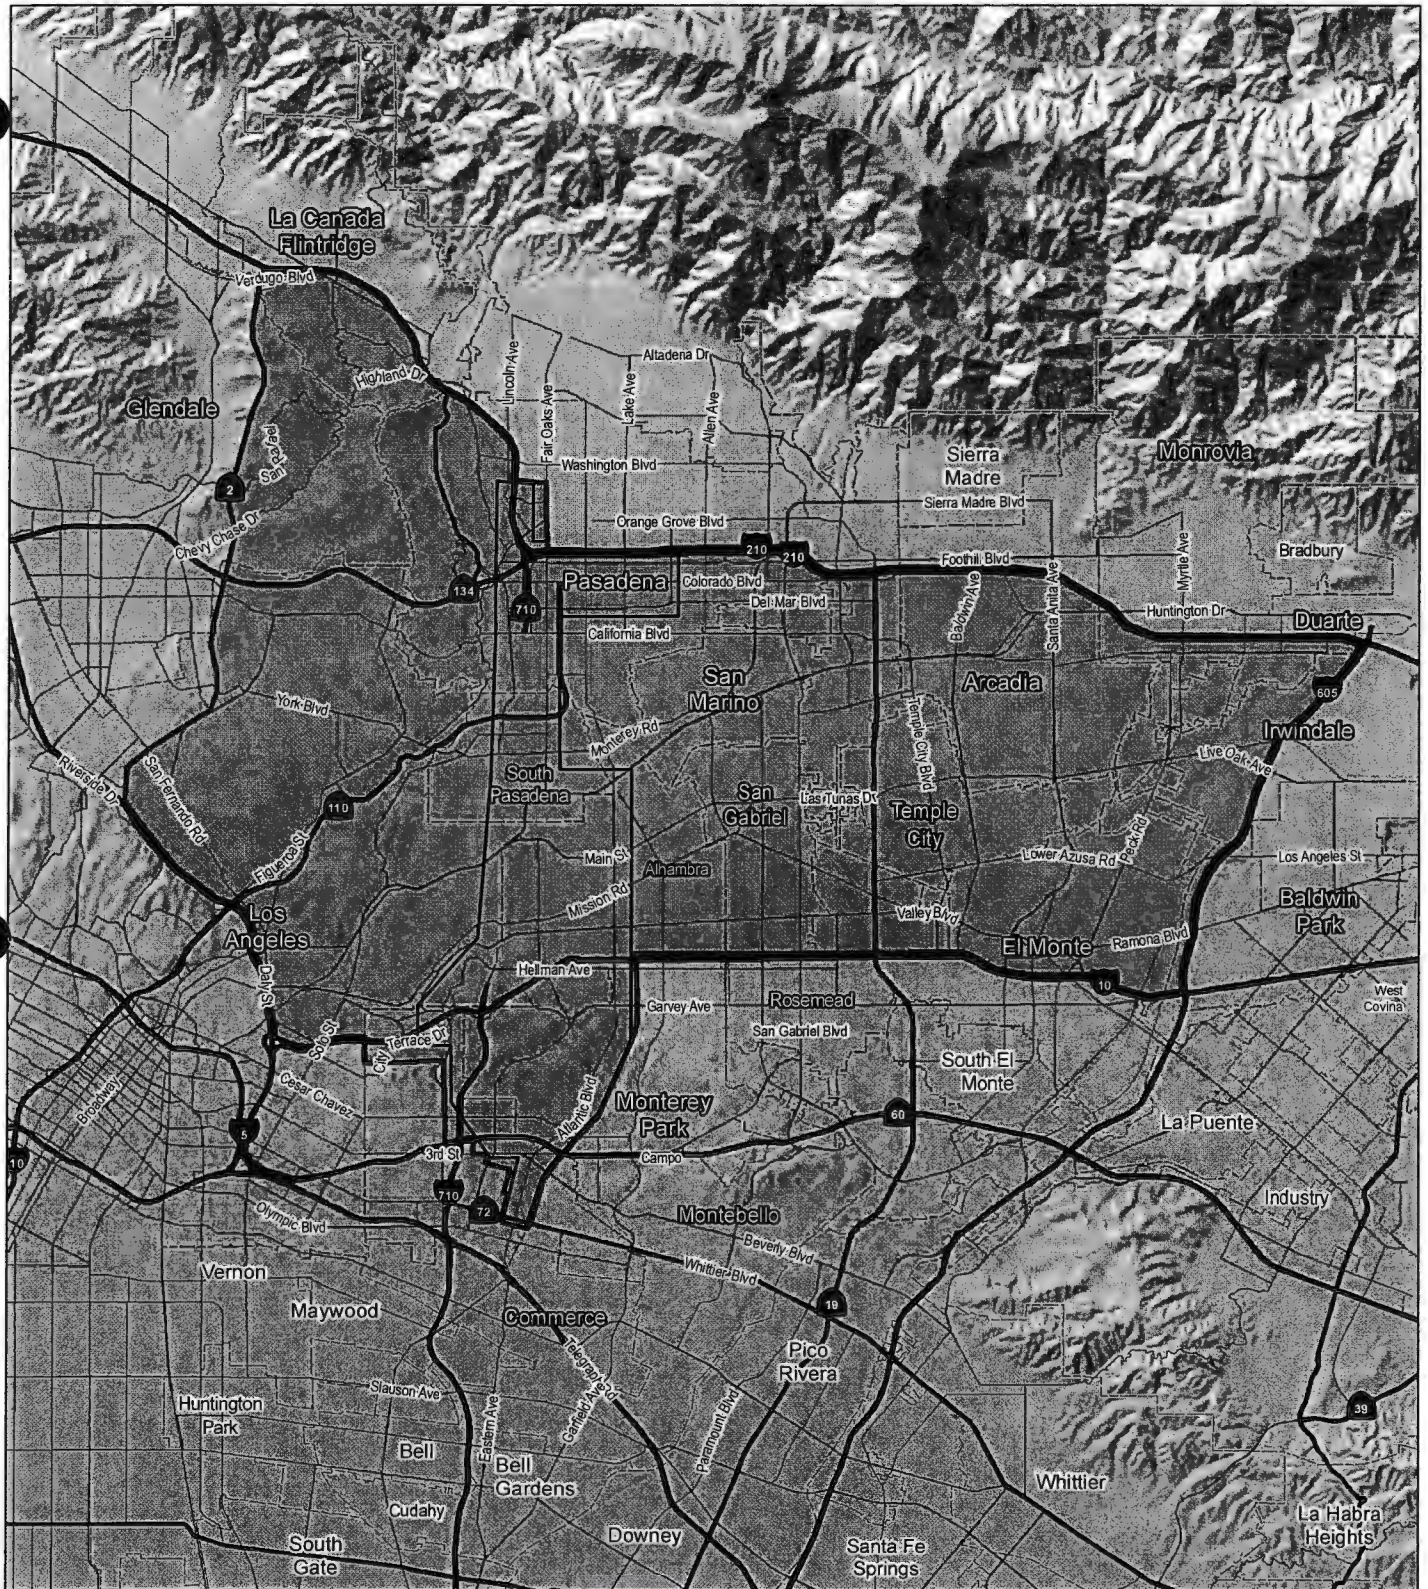 La Canada
Flintridge
Verdugo Blvd
Altadena Dr
Lincoln Ave
Highland Dr
Fair Oaks Ave
Lake Ave
Allen Ave
Glendale
San Rafael
Washington Blvd
Sierra
Madre
Monrovia
2
Sierra Madre Blvd
Orange Grove Blvd
Chevy Chase Dr
210
210
Foothill Blvd
Myrtle Ave
Bradbury
Pasadena
Colorado Blvd
134
710
Del Mar Blvd
Baldwin Ave
Santa Anita Ave
Huntington Dr
Duarte
California Blvd
San
Marino
Arcadia
605
York Blvd
Temple City Blvd
Irwindale
Monterey Rd
Live Oak Ave
Riverside Dr
San Fernando Rd
South
Pasadena
110
San
Gabriel
Las Tunas Dr
Temple
City
Peck Rd
Figueroa St
Main St
Alhambra
Lower Azusa Rd
Los Angeles St
Mission Rd
Baldwin
Park
Los
Angeles
Valley Blvd
El Monte
Ramona Blvd
Daly St
Hellman Ave
10
West
Covina
Garvey Ave
Rosemead
San Gabriel Blvd
Soto St
City Terrace Dr
South El
Monte
Cesar Chavez
Broadway
Atlantic Blvd
Monterey
Park
60
La Puente
5
10
3rd St
Campo
710
72
Industry
Olympic Blvd
Montebello
Beverly Blvd
Vernon
Whittier Blvd
Maywood
Commerce
19
Telegraph Rd
Pico
Rivera
Slauson Ave
Garfield Ave
Eastern Ave
Paramount Blvd
Huntington
Park
39
Bell
Bell
Gardens
Whittier
Cudahy
La Habra
Heights
South
Gate
Downey
Santa Fe
Springs